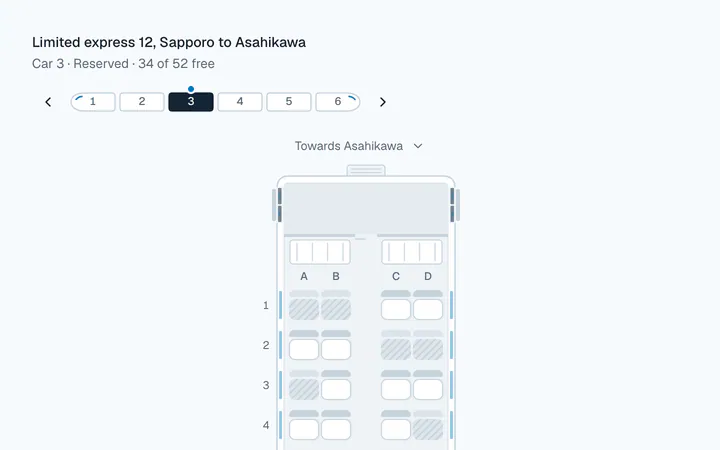 Limited express 12, Sapporo to Asahikawa
Car 3 · Reserved · 34 of 52 free
1 2 3 4 5 6
Towards Asahikawa
A B C D
1
2
3
4